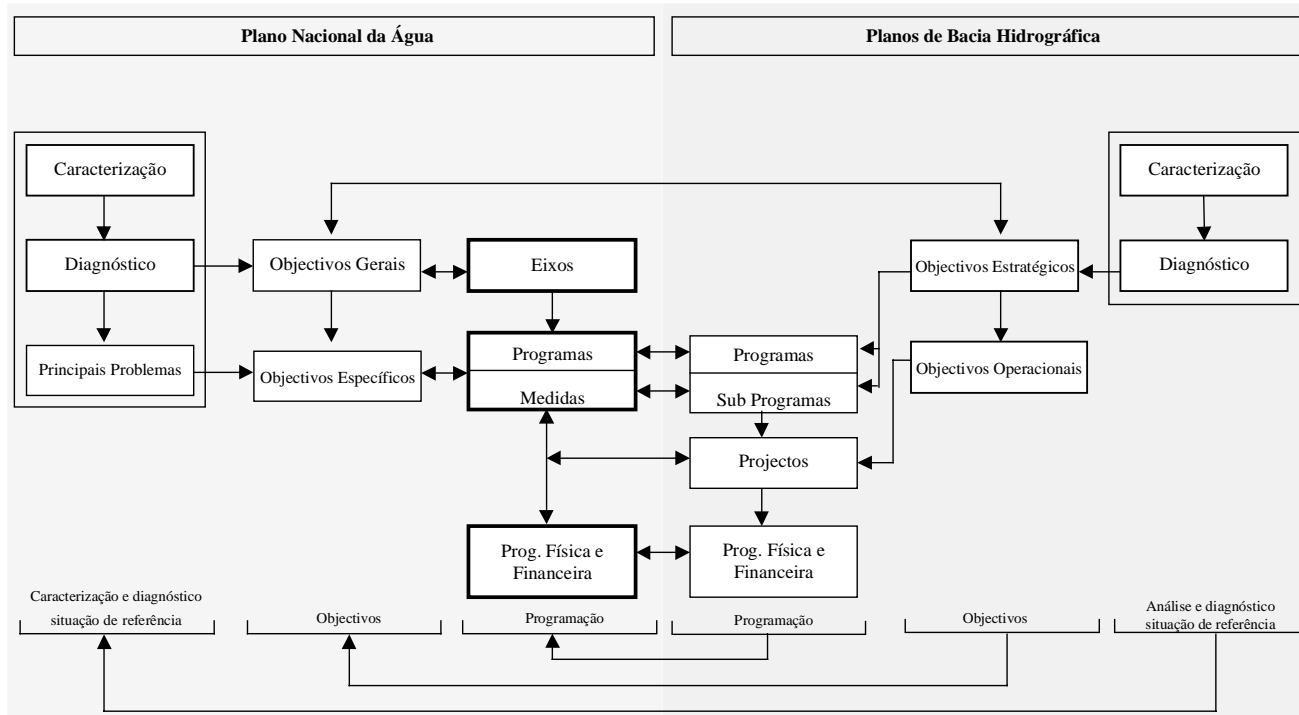 Plano Nacional da Água
Planos de Bacia Hidrográfica
Caracterização
Caracterização
Diagnóstico
Objectivos Gerais
Eixos
Objectivos Estratégicos
Diagnóstico
Principais Problemas
Objectivos Específicos
Programas
Medidas
Programas
Sub Programas
Objectivos Operacionais
Projectos
Prog. Física e
Financeira
Prog. Física e
Financeira
Caracterização e diagnóstico
situação de referência
Objectivos
Programação
Programação
Objectivos
Análise e diagnóstico
situação de referência